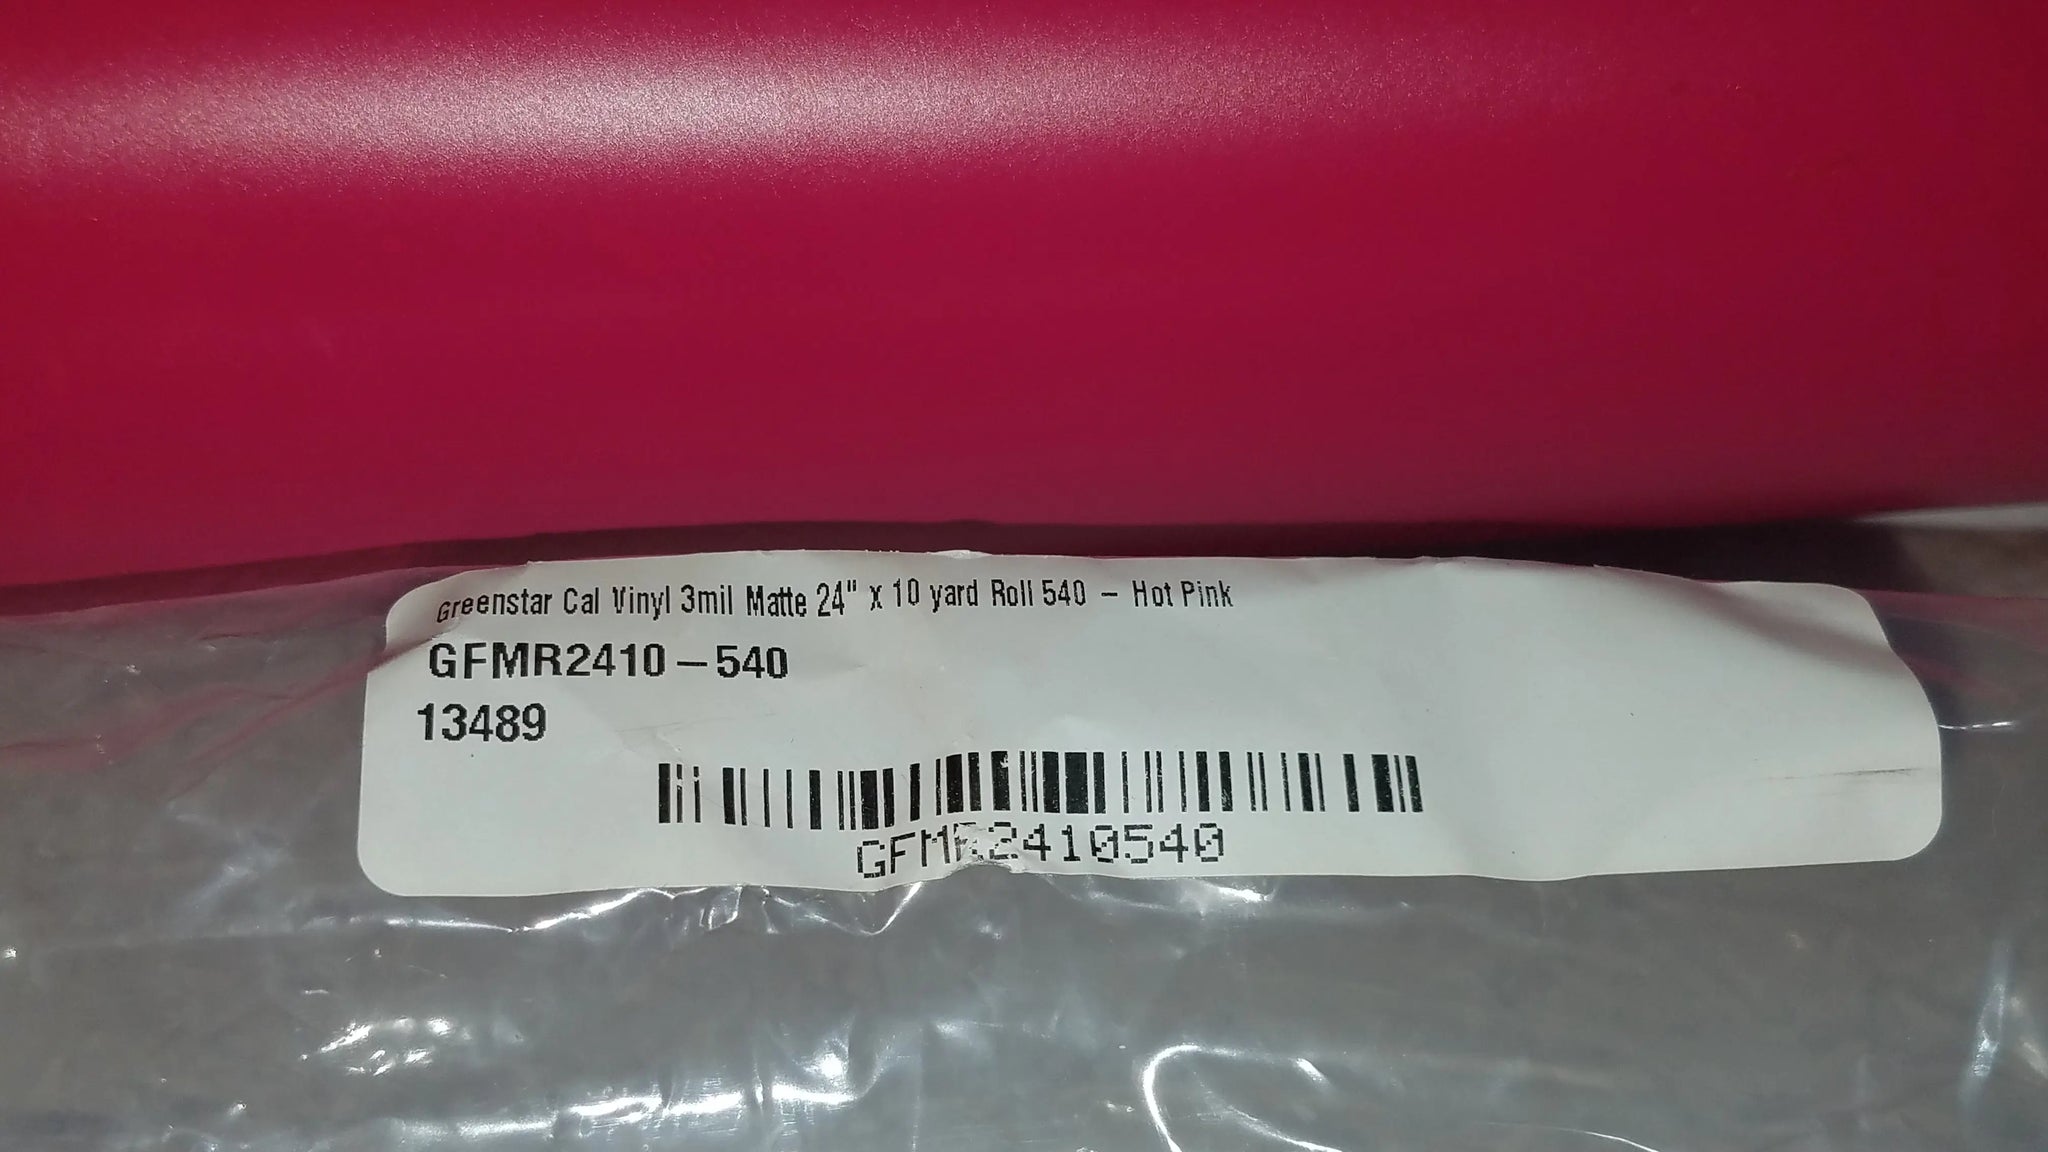 Greenstar Cal Vinyl 3mil Matte 24" x 10 yard Roll 540 – Hot Pink
GFMR2410–540
13489
GFMR2410540